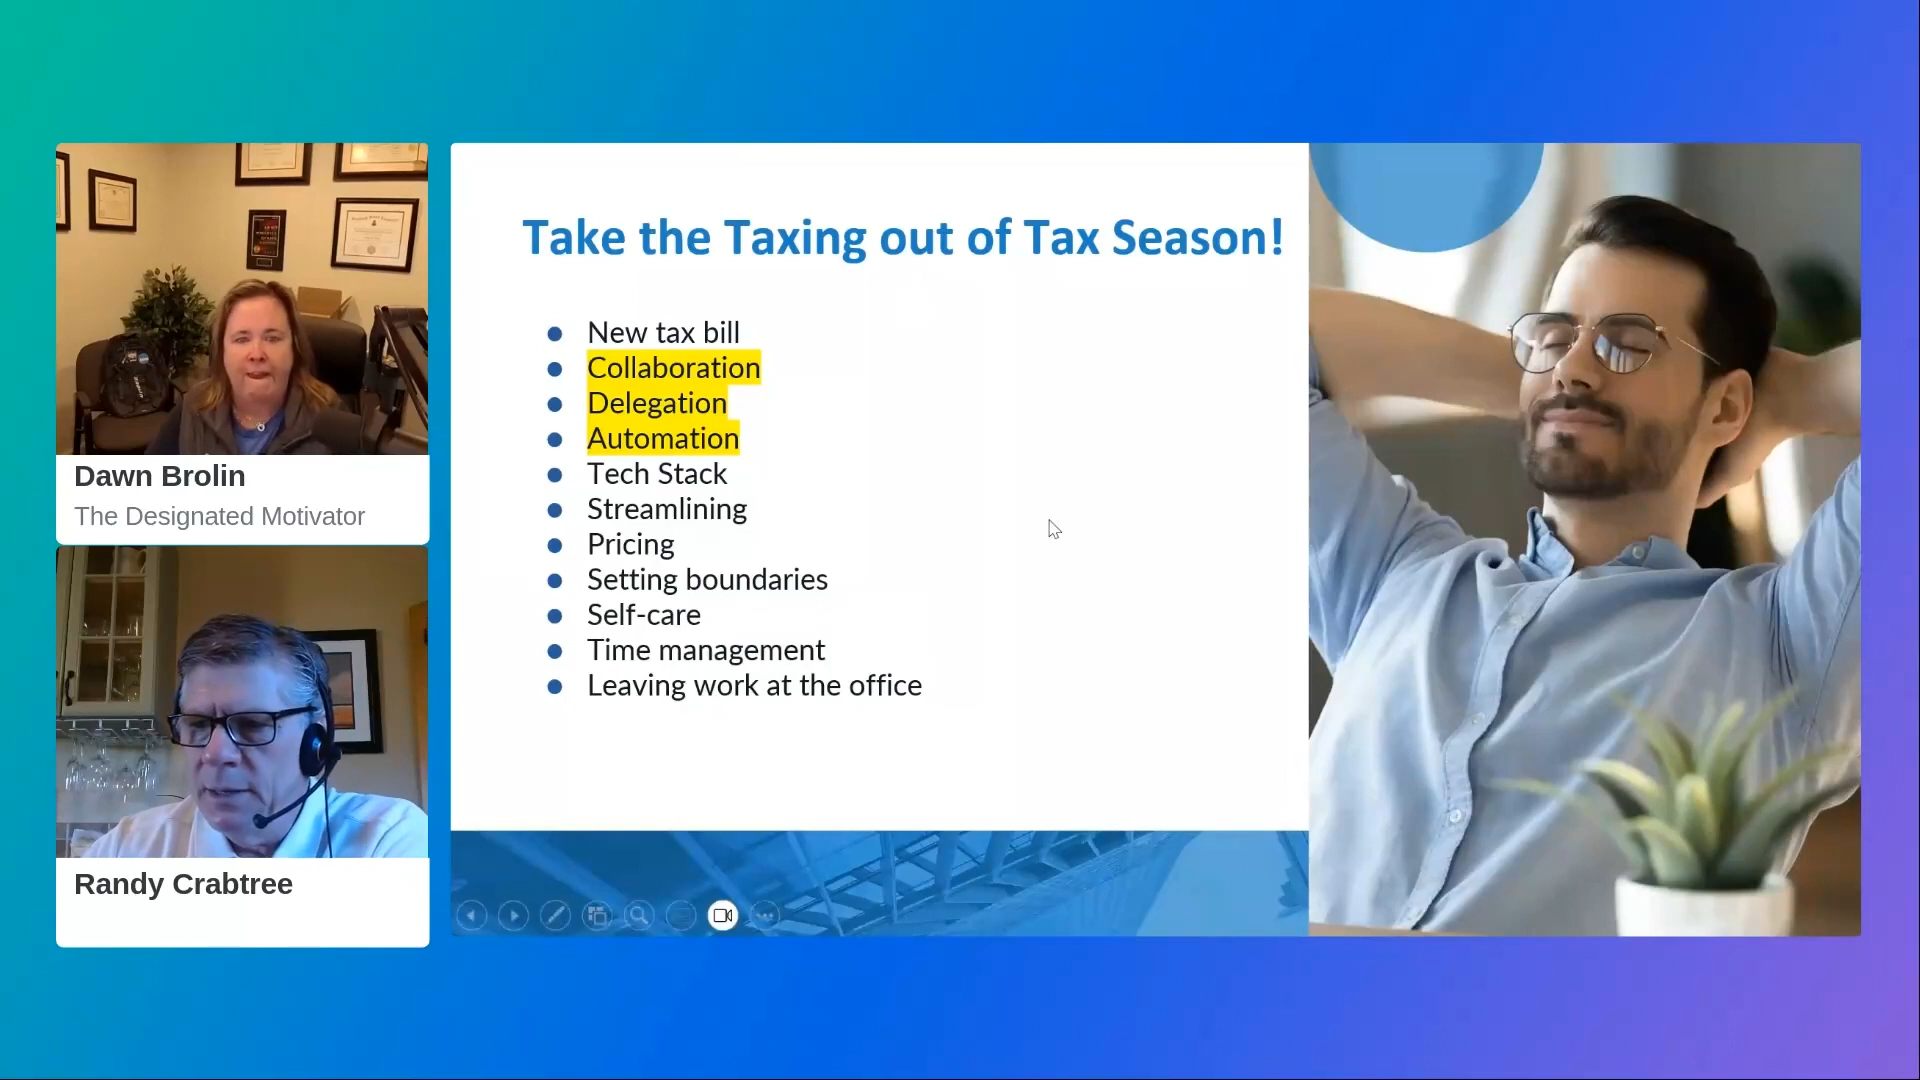 Dawn Brolin
The Designated Motivator
Randy Crabtree
Take the Taxing out of Tax Season!
New tax bill
Collaboration
Delegation
Automation
Tech Stack
Streamlining
Pricing
Setting boundaries
Self-care
Time management
Leaving work at the office